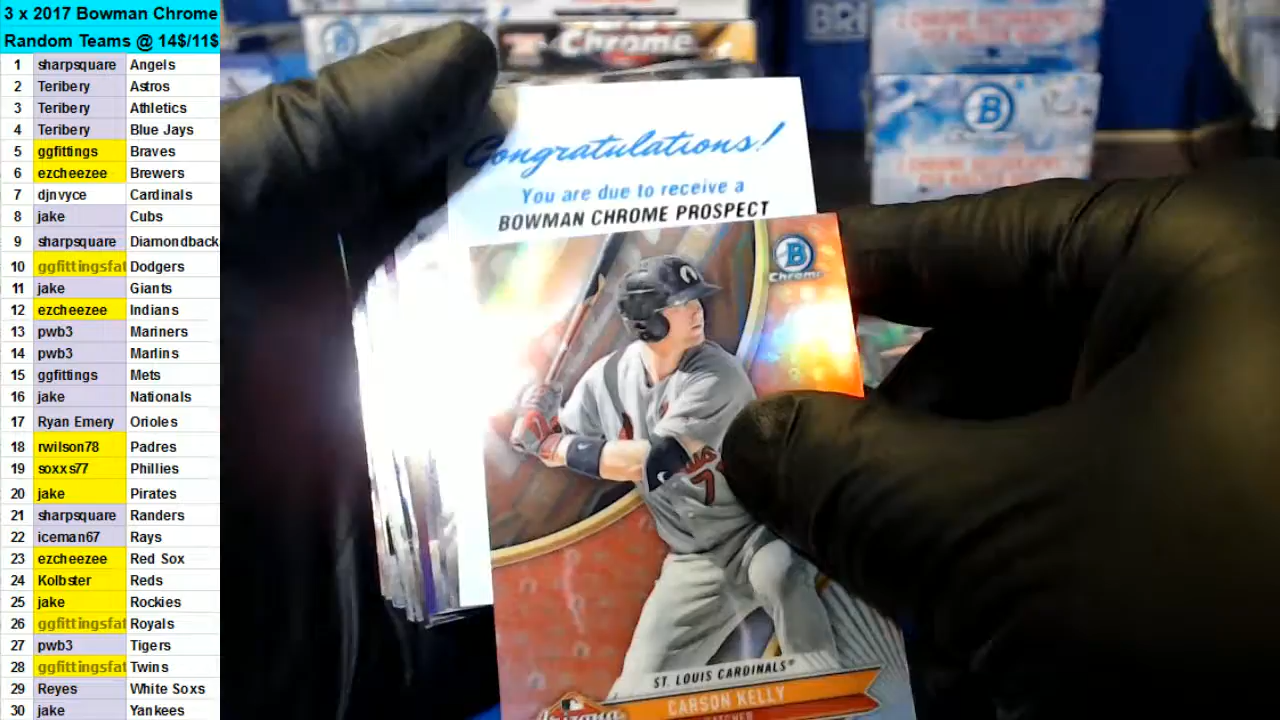 3 x 2017 Bowman Chrome
Random Teams @ 14$/11$
1 sharpsquare Angels
2 Teribery Astros
3 Teribery Athletics
4 Teribery Blue Jays
5 ggfittings Braves
6 ezcheezee Brewers
7 djnvyce Cardinals
8 jake Cubs
9 sharpsquare Diamondback
10 ggfittingsfat Dodgers
11 jake Giants
12 ezcheezee Indians
13 pwb3 Mariners
14 pwb3 Marlins
15 ggfittings Mets
16 jake Nationals
17 Ryan Emery Orioles
18 rwilson78 Padres
19 soxxs77 Phillies
20 jake Pirates
21 sharpsquare Randers
22 iceman67 Rays
23 ezcheezee Red Sox
24 Kolbster Reds
25 jake Rockies
26 ggfittingsfat Royals
27 pwb3 Tigers
28 ggfittingsfat Twins
29 Reyes White Soxs
30 jake Yankees
Chrome
BRI
B
Congratulations!
You are due to receive a
BOWMAN CHROME PROSPECT
B
Chrome
7
ST. LOUIS CARDINALS®
CARSON KELLY
CATCHER
Arizona